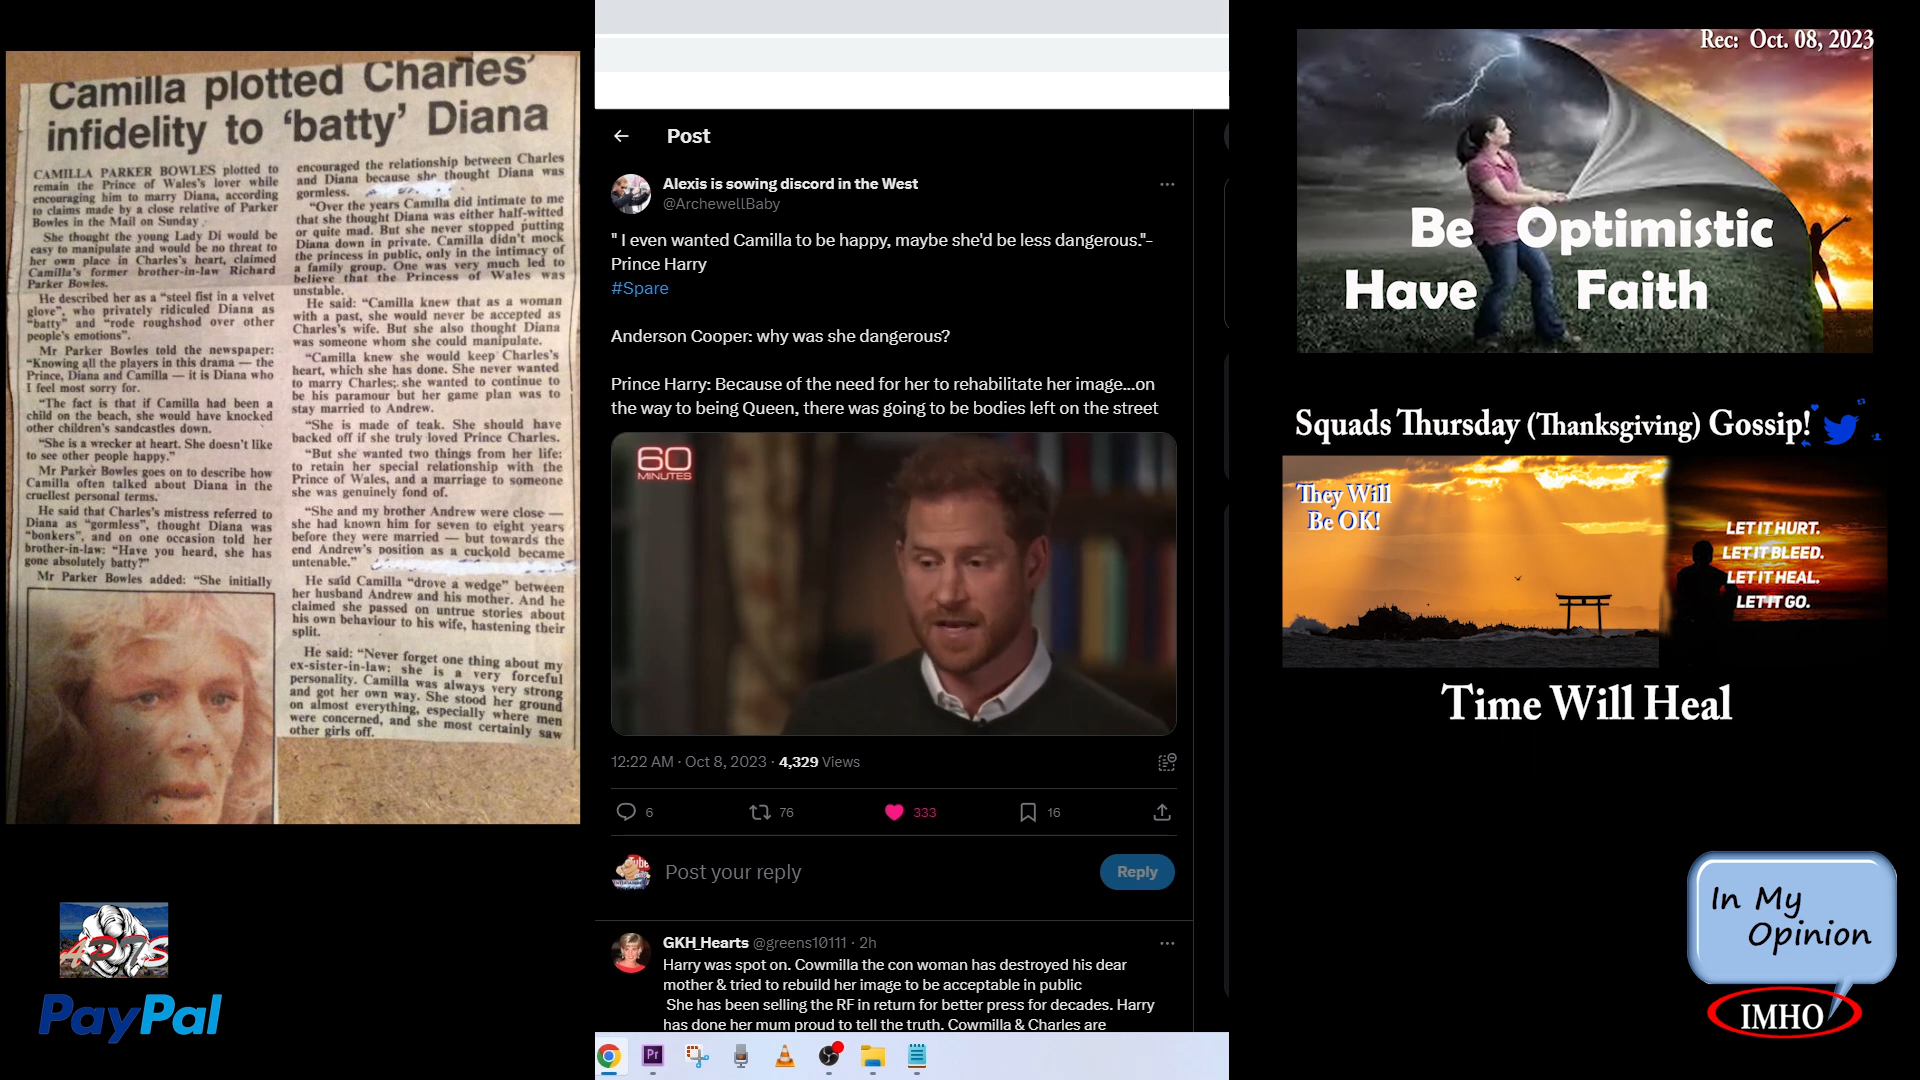 Camilla plotted Charles'
infidelity to 'batty' Diana
CAMILLA PARKER BOWLES plotted to
remain the Prince of Wales's lover while
encouraging him to marry Diana, according
to claims made by a close relative of Parker
Bowles in the Mail on Sunday.
She thought the young Lady Di would be
easy to manipulate and would be no threat to
her own place in Charles's heart, claimed
Camilla's former brother-in-law Richard
Parker Bowles.
He described her as a "steel fist in a velvet
glove", who privately ridiculed Diana as
"batty" and "rode roughshod over other
people's emotions".
Mr Parker Bowles told the newspaper:
"Knowing all the players in this drama — the
Prince, Diana and Camilla — it is Diana who
I feel most sorry for.
"The fact is that if Camilla had been a
child on the beach, she would have knocked
other children's sandcastles down.
"She is a wrecker at heart. She doesn't like
to see other people happy."
Mr Parker Bowles goes on to describe how
Camilla often talked about Diana in the
cruellest personal terms.
He said that Charles's mistress referred to
Diana as "gormless", thought Diana was
"bonkers", and on one occasion told her
brother-in-law: "Have you heard, she has
gone absolutely batty?"
Mr Parker Bowles added: "She initially
encouraged the relationship between Charles
and Diana because she thought Diana was
gormless.
"Over the years Camilla did intimate to me
that she thought Diana was either half-witted
or quite mad. But she never stopped putting
Diana down in private. Camilla didn't mock
the princess in public, only in the intimacy of
a family group. One was very much led to
believe that the Princess of Wales was
unstable.
He said: "Camilla knew that as a woman
with a past, she would never be accepted as
Charles's wife. But she also thought Diana
was someone whom she could manipulate.
"Camilla knew she would keep Charles's
heart, which she has done. She never wanted
to marry Charles; she wanted to continue to
be his paramour but her game plan was to
stay married to Andrew.
"She is made of teak. She should have
backed off if she truly loved Prince Charles.
"But she wanted two things from her life:
to retain her special relationship with the
Prince of Wales, and a marriage to someone
she was genuinely fond of.
"She and my brother Andrew were close —
she had known him for seven to eight years
before they were married — but towards the
end Andrew's position as a cuckold became
untenable."
He said Camilla "drove a wedge" between
her husband Andrew and his mother. And he
claimed she passed on untrue stories about
his own behaviour to his wife, hastening their
split.
He said: "Never forget one thing about my
ex-sister-in-law: she is a very forceful
personality. Camilla was always very strong
and got her own way. She stood her ground
on almost everything, especially where men
were concerned, and she most certainly saw
other girls off.
PayPal
Post
Alexis is sowing discord in the West
@ArchewellBaby
" I even wanted Camilla to be happy, maybe she'd be less dangerous."-
Prince Harry
#Spare
Anderson Cooper: why was she dangerous?
Prince Harry: Because of the need for her to rehabilitate her image...on
the way to being Queen, there was going to be bodies left on the street
60
MINUTES
12:22 AM · Oct 8, 2023 · 4,329 Views
6 76 333 16
Post your reply
Reply
GKH_Hearts @greens10111 · 2h
Harry was spot on. Cowmilla the con woman has destroyed his dear
mother & tried to rebuild her image to be acceptable in public
She has been selling the RF in return for better press for decades. Harry
has done her mum proud to tell the truth. Cowmilla & Charles are
Pr
Rec: Oct. 08, 2023
Be Optimistic
Have Faith
Squads Thursday (Thanksgiving) Gossip!
They Will
Be OK!
LET IT HURT.
LET IT BLEED.
LET IT HEAL.
LET IT GO.
Time Will Heal
In My
Opinion
IMHO